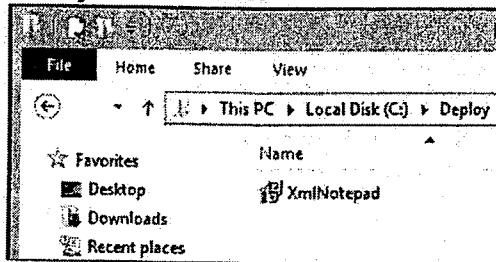 File Home Share View
This PC Local Disk (C:) Deploy
Favorites Name
Desktop XmlNotepad
Downloads
Recent places